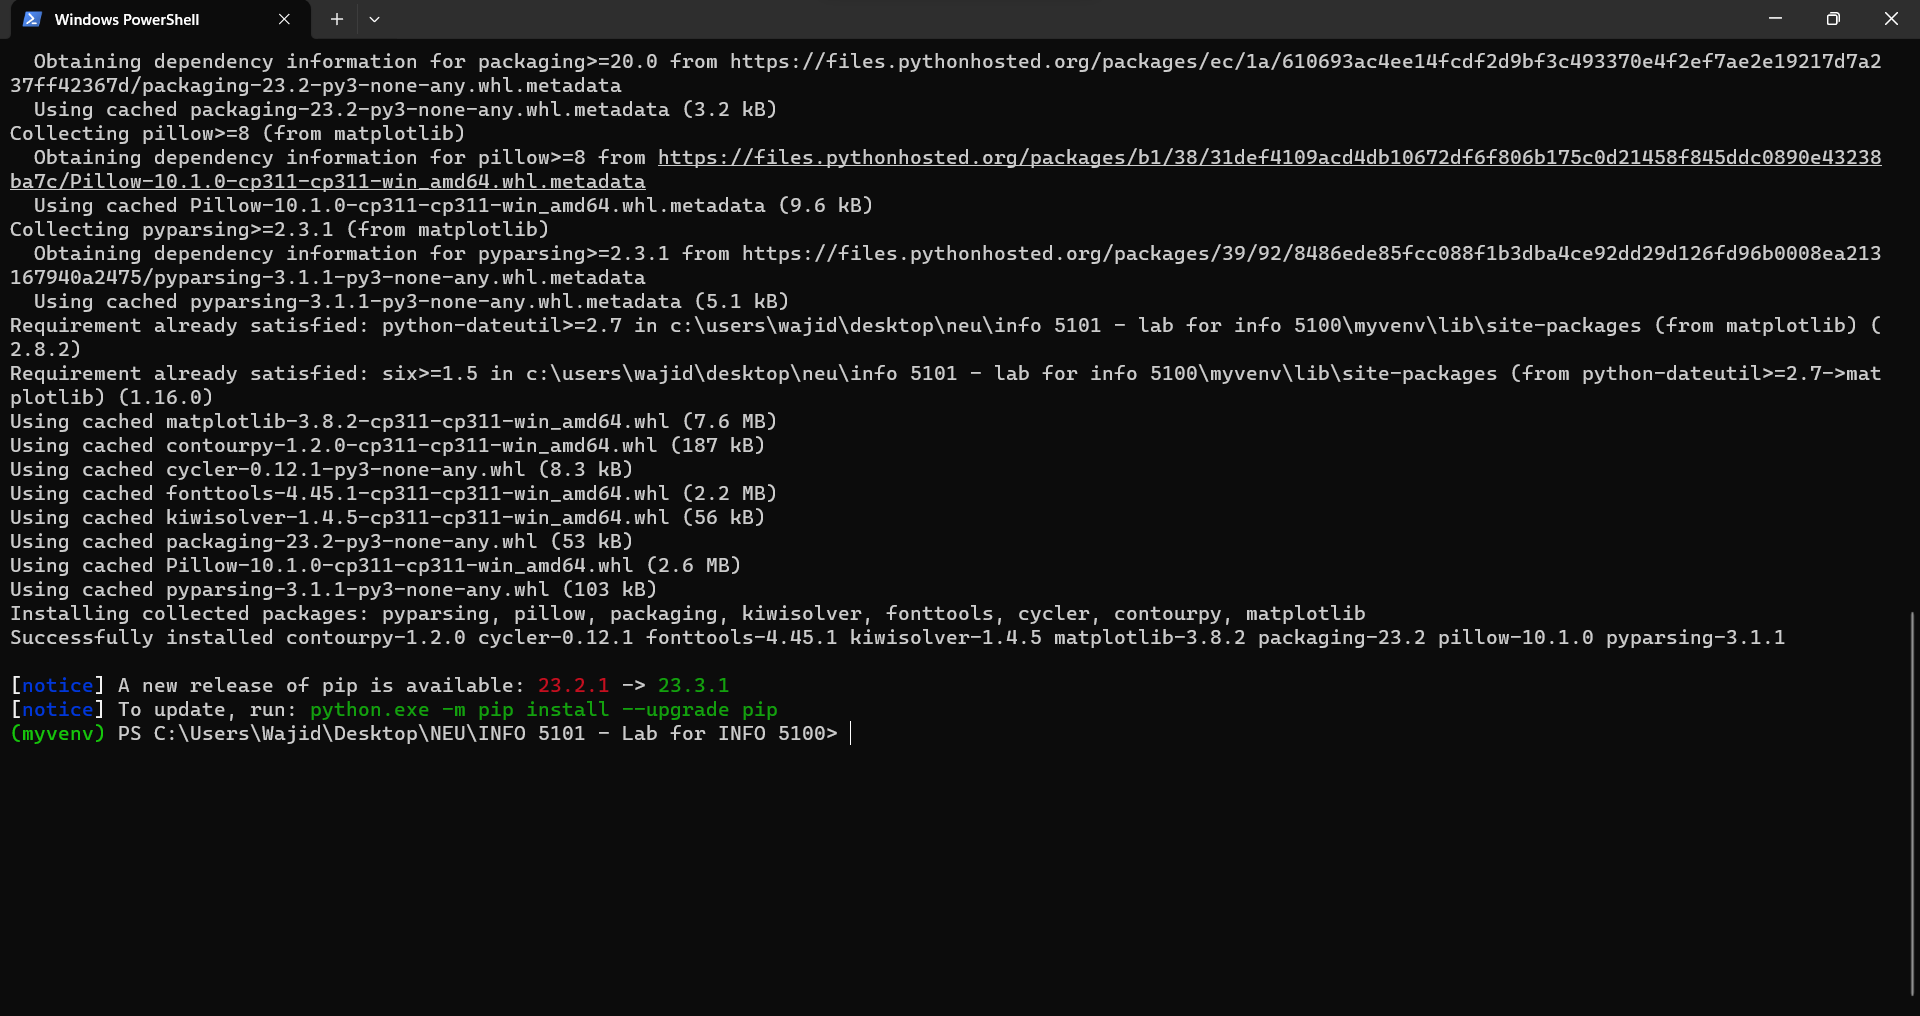 Windows PowerShell
Obtaining dependency information for packaging>=20.0 from https://files.pythonhosted.org/packages/ec/1a/610693ac4ee14fcdf2d9bf3c493370e4f2ef7ae2e19217d7a2
37ff42367d/packaging-23.2-py3-none-any.whl.metadata
Using cached packaging-23.2-py3-none-any.whl.metadata (3.2 kB)
Collecting pillow>=8 (from matplotlib)
Obtaining dependency information for pillow>=8 from https://files.pythonhosted.org/packages/b1/38/31def4109acd4db10672df6f806b175c0d21458f845ddc0890e43238
ba7c/Pillow-10.1.0-cp311-cp311-win_amd64.whl.metadata
Using cached Pillow-10.1.0-cp311-cp311-win_amd64.whl.metadata (9.6 kB)
Collecting pyparsing>=2.3.1 (from matplotlib)
Obtaining dependency information for pyparsing>=2.3.1 from https://files.pythonhosted.org/packages/39/92/8486ede85fcc088f1b3dba4ce92dd29d126fd96b0008ea213
167940a2475/pyparsing-3.1.1-py3-none-any.whl.metadata
Using cached pyparsing-3.1.1-py3-none-any.whl.metadata (5.1 kB)
Requirement already satisfied: python-dateutil>=2.7 in c:\users\wajid\desktop\neu\info 5101 - lab for info 5100\myvenv\lib\site-packages (from matplotlib) (
2.8.2)
Requirement already satisfied: six>=1.5 in c:\users\wajid\desktop\neu\info 5101 - lab for info 5100\myvenv\lib\site-packages (from python-dateutil>=2.7->mat
plotlib) (1.16.0)
Using cached matplotlib-3.8.2-cp311-cp311-win_amd64.whl (7.6 MB)
Using cached contourpy-1.2.0-cp311-cp311-win_amd64.whl (187 kB)
Using cached cycler-0.12.1-py3-none-any.whl (8.3 kB)
Using cached fonttools-4.45.1-cp311-cp311-win_amd64.whl (2.2 MB)
Using cached kiwisolver-1.4.5-cp311-cp311-win_amd64.whl (56 kB)
Using cached packaging-23.2-py3-none-any.whl (53 kB)
Using cached Pillow-10.1.0-cp311-cp311-win_amd64.whl (2.6 MB)
Using cached pyparsing-3.1.1-py3-none-any.whl (103 kB)
Installing collected packages: pyparsing, pillow, packaging, kiwisolver, fonttools, cycler, contourpy, matplotlib
Successfully installed contourpy-1.2.0 cycler-0.12.1 fonttools-4.45.1 kiwisolver-1.4.5 matplotlib-3.8.2 packaging-23.2 pillow-10.1.0 pyparsing-3.1.1
[notice] A new release of pip is available: 23.2.1 -> 23.3.1
[notice] To update, run: python.exe -m pip install --upgrade pip
(myvenv) PS C:\Users\Wajid\Desktop\NEU\INFO 5101 - Lab for INFO 5100>